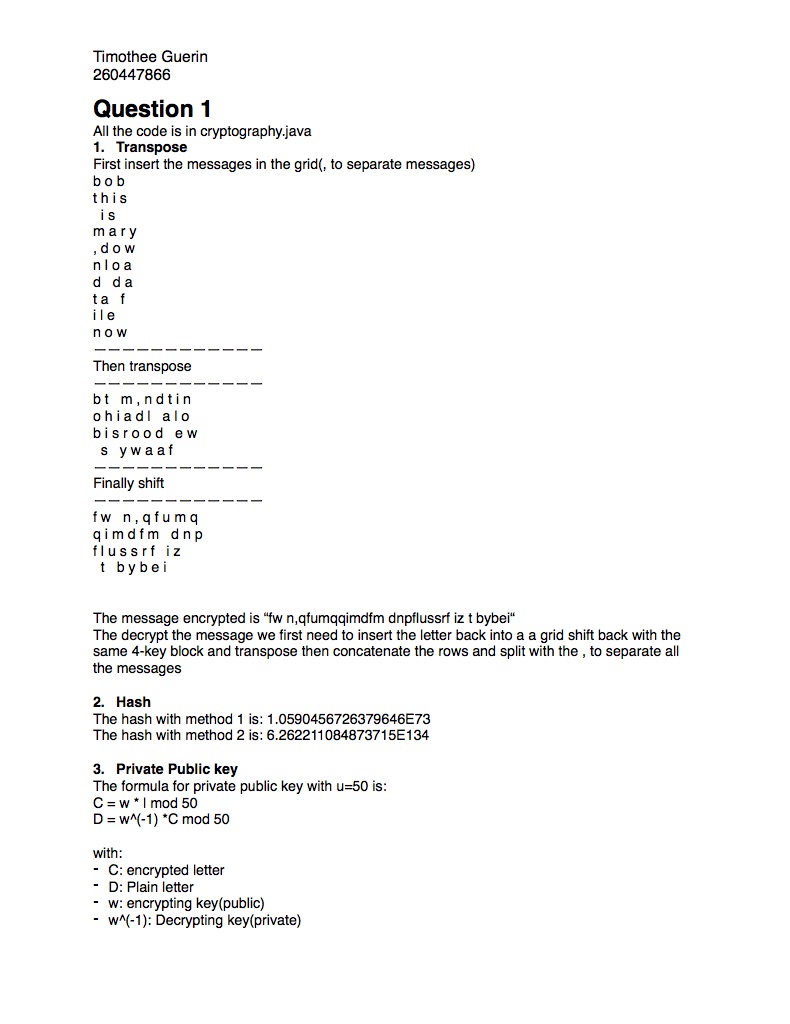 Timothee Guerin
260447866
Question 1
All the code is in cryptography.java
1. Transpose
First insert the messages in the grid(, to separate messages)
b o b
t h i s
i s
m a r y
, d o w
n l o a
d  d a
t a  f
i l e
n o w
————————————
Then transpose
————————————
b t  m , n d t i n
o h i a d l  a l o
b i s r o o d  e w
s  y w a a f
————————————
Finally shift
————————————
f w  n , q f u m q
q i m d f m  d n p
f l u s s r f  i z
t  b y b e i
The message encrypted is “fw n,qfumqqimdfm dnpflussrf iz t bybei“
The decrypt the message we first need to insert the letter back into a a grid shift back with the
same 4-key block and transpose then concatenate the rows and split with the , to separate all
the messages
2. Hash
The hash with method 1 is: 1.0590456726379646E73
The hash with method 2 is: 6.262211084873715E134
3. Private Public key
The formula for private public key with u=50 is:
C = w * l mod 50
D = w^(-1) *C mod 50
with:
- C: encrypted letter
- D: Plain letter
- w: encrypting key(public)
- w^(-1): Decrypting key(private)